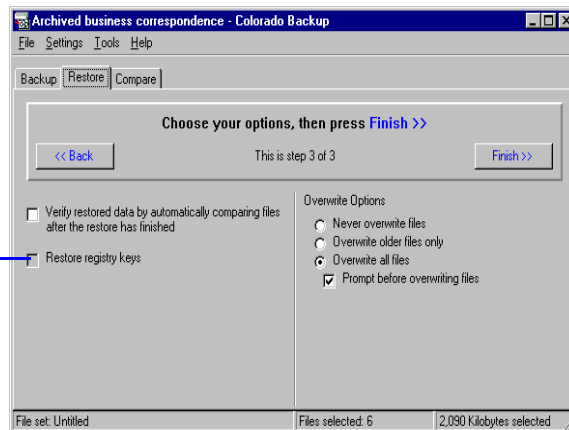 Archived business correspondence - Colorado Backup
File Settings Tools Help
Backup Restore Compare
Choose your options, then press Finish >>
<< Back This is step 3 of 3 Finish >>
Verify restored data by automatically comparing files
after the restore has finished
Restore registry keys
Overwrite Options
Never overwrite files
Overwrite older files only
Overwrite all files
Prompt before overwriting files
File set: Untitled Files selected: 6 2,090 Kilobytes selected